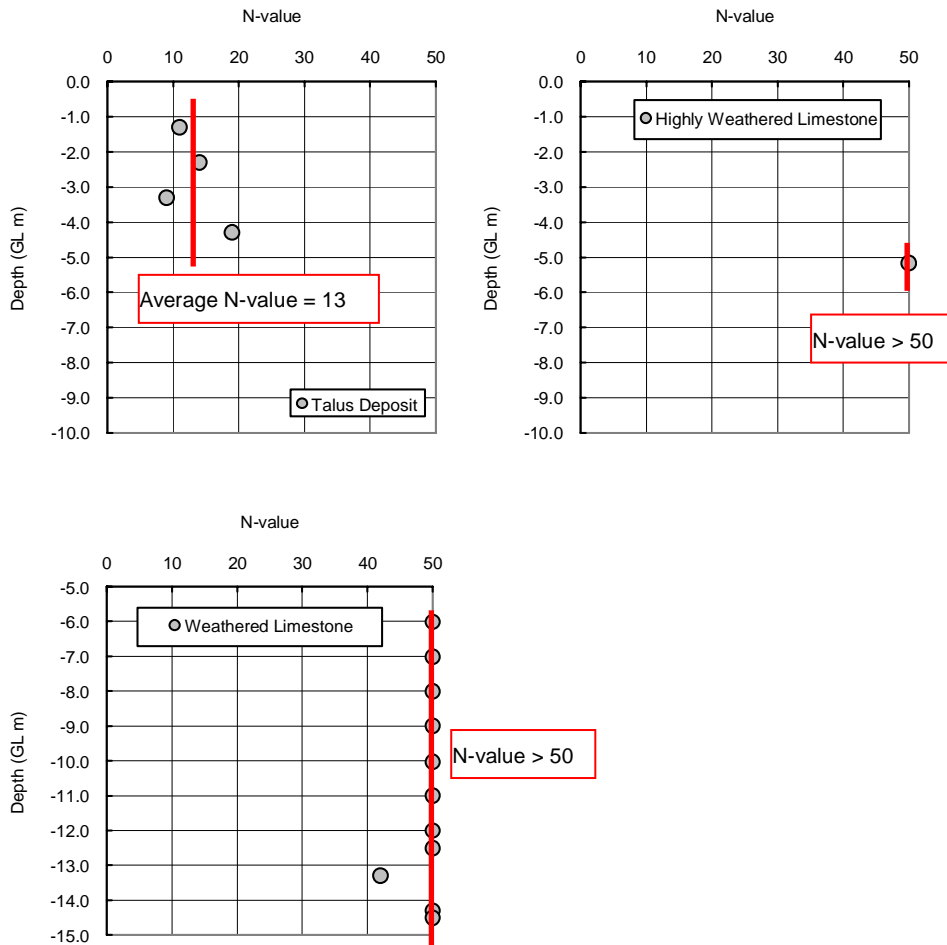 N-value
0 10 20 30 40 50
0.0
-1.0
-2.0
-3.0
-4.0
-5.0
-6.0
-7.0
-8.0
-9.0
-10.0
Depth (GL m)
Average N-value = 13
Talus Deposit
N-value
0 10 20 30 40 50
0.0
-1.0
-2.0
-3.0
-4.0
-5.0
-6.0
-7.0
-8.0
-9.0
-10.0
Depth (GL m)
Highly Weathered Limestone
N-value > 50
N-value
0 10 20 30 40 50
-5.0
-6.0
-7.0
-8.0
-9.0
-10.0
-11.0
-12.0
-13.0
-14.0
-15.0
Depth (GL m)
Weathered Limestone
N-value > 50